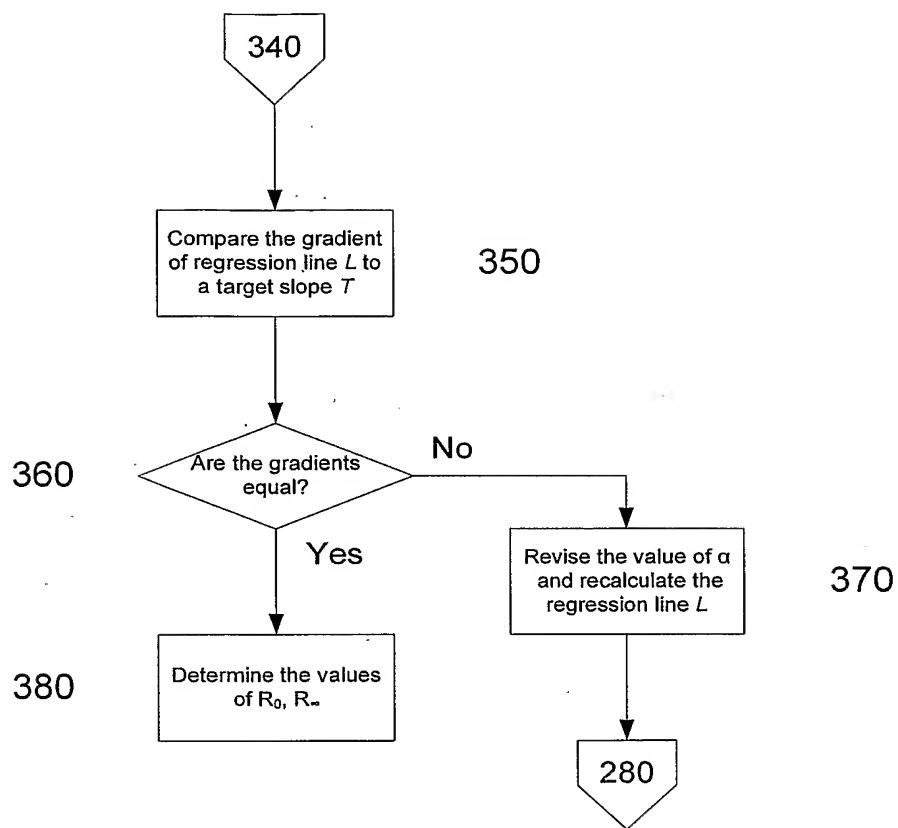 340
Compare the gradient
of regression line L to
a target slope T
350
360
Are the gradients
equal?
No
Yes
Revise the value of α
and recalculate the
regression line L
370
380
Determine the values
of R₀, R∞
280